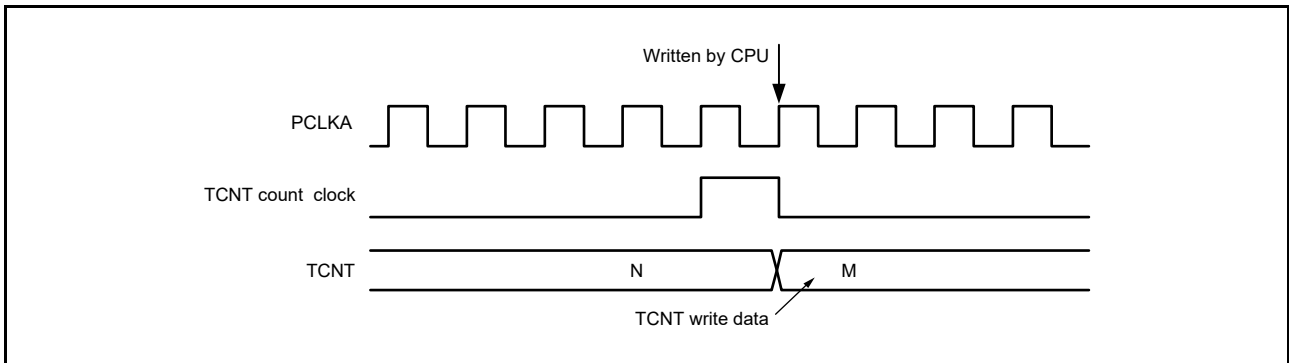 Written by CPU
PCLKA
TCNT count clock
TCNT
N
M
TCNT write data